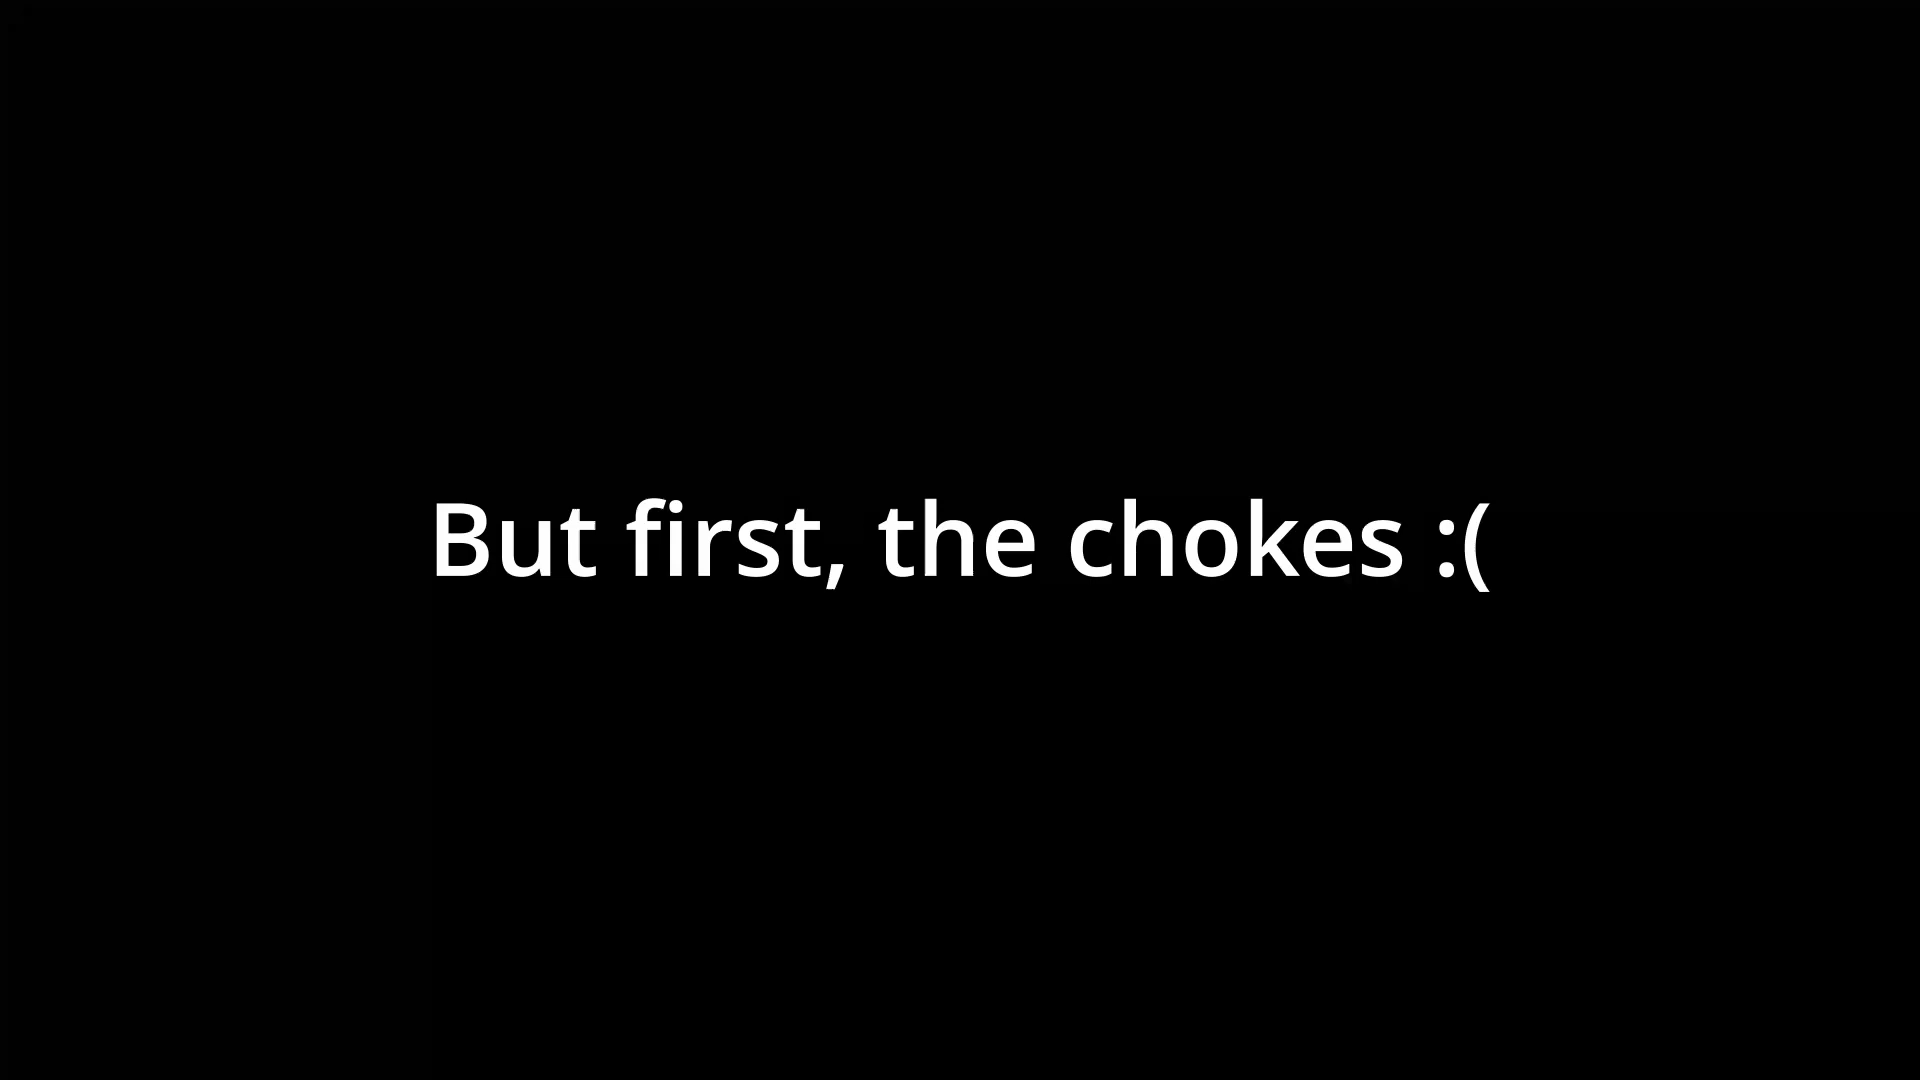 But first, the chokes :(